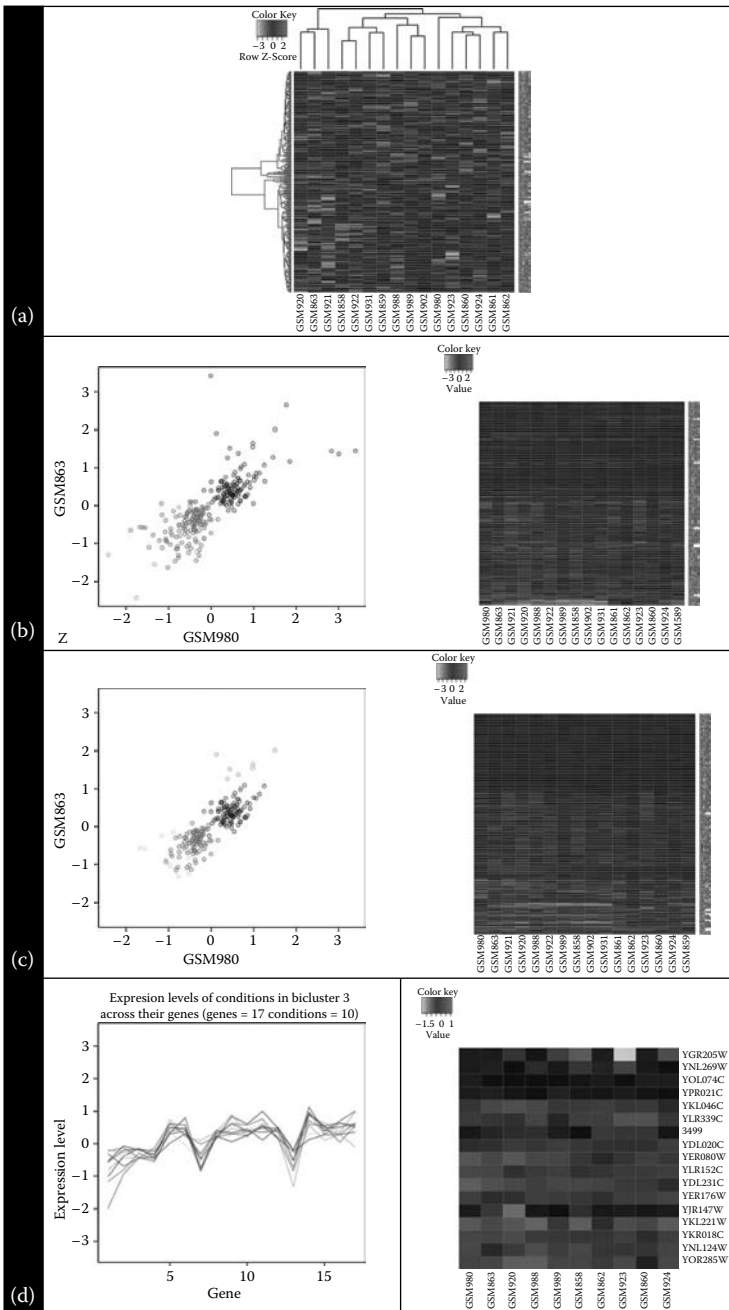 Color Key
−3 0 2
Row Z-Score
GSM920
GSM863
GSM921
GSM858
GSM922
GSM931
GSM859
GSM988
GSM989
GSM902
GSM980
GSM923
GSM860
GSM924
GSM861
GSM862
(a)
3
2
1
0
−1
−2
GSM863
−2 −1 0 1 2 3
GSM980
Z
Color key
−3 0 2
Value
GSM980
GSM863
GSM921
GSM920
GSM988
GSM922
GSM989
GSM858
GSM902
GSM931
GSM861
GSM862
GSM923
GSM860
GSM924
GSM589
(b)
3
2
1
0
−1
−2
GSM863
−2 −1 0 1 2 3
GSM980
Color key
−3 0 2
Value
GSM980
GSM863
GSM921
GSM920
GSM988
GSM922
GSM989
GSM858
GSM902
GSM931
GSM861
GSM862
GSM923
GSM860
GSM924
GSM859
(c)
Expresion levels of conditions in bicluster 3
across their genes (genes = 17 conditions = 10)
3
2
1
0
−1
−2
−3
Expression level
5 10 15
Gene
Color key
−1.5 0 1
Value
YGR205W
YNL269W
YOL074C
YPR021C
YKL046C
YLR339C
3499
YDL020C
YER080W
YLR152C
YDL231C
YER176W
YJR147W
YKL221W
YKR018C
YNL124W
YOR285W
GSM980
GSM863
GSM920
GSM988
GSM989
GSM858
GSM862
GSM923
GSM860
GSM924
(d)